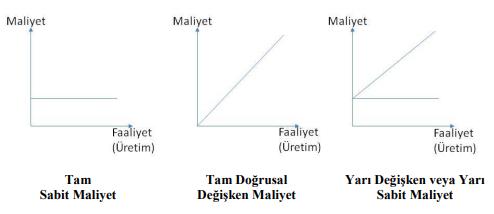 Maliyet
Faaliyet
(Üretim)
Tam
Sabit Maliyet
Maliyet
Faaliyet
(Üretim)
Tam Doğrusal
Değişken Maliyet
Maliyet
Faaliyet
(Üretim)
Yarı Değişken veya Yarı
Sabit Maliyet